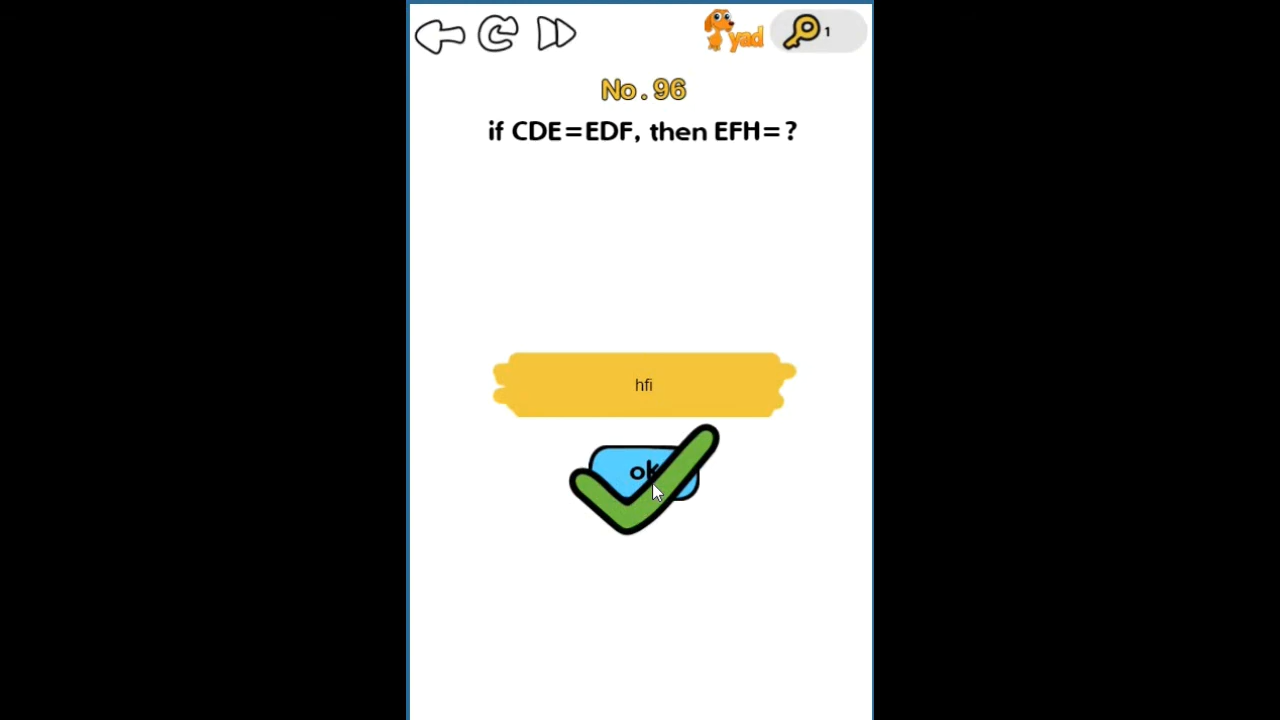 yad
1
No.96
if CDE=EDF, then EFH=?
hfi
ok